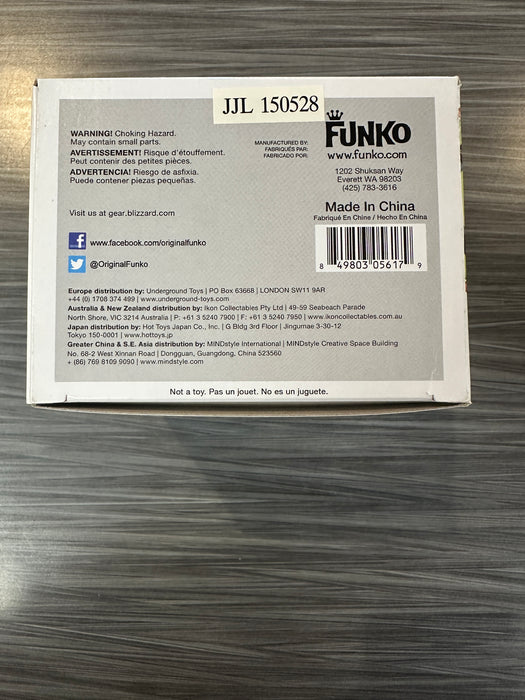 JJL 150528
WARNING! Choking Hazard.
May contain small parts.
AVERTISSEMENT! Risque d'étouffement.
Peut contenir des petites pièces.
ADVERTENCIA! Riesgo de asfixia.
Puede contener piezas pequeñas.
MANUFACTURED BY:
FABRIQUÉS PAR:
FABRICADO POR:
FUNKO
www.funko.com
1202 Shuksan Way
Everett WA 98203
(425) 783-3616
Made In China
Fabriqué En Chine / Hecho En China
8 49803 05617 9
Visit us at gear.blizzard.com
f www.facebook.com/originalfunko
@OriginalFunko
Europe distribution by: Underground Toys | PO Box 63668 | LONDON SW11 9AR
+44 (0) 1708 374 499 | www.underground-toys.com
Australia & New Zealand distribution by: Ikon Collectables Pty Ltd | 49-59 Seabeach Parade
North Shore, VIC 3214 Australia | P: +61 3 5240 7900 | F: +61 3 5240 7950 | www.ikoncollectables.com.au
Japan distribution by: Hot Toys Japan Co., Inc. | G Bldg 3rd Floor | Jingumae 3-30-12
Tokyo 150-0001 | www.hottoys.jp
Greater China & S.E. Asia distribution by: MINDstyle International | MINDstyle Creative Space Building
No. 68-2 West Xinnan Road | Dongguan, Guangdong, China 523560
+ (86) 769 8109 9090 | www.mindstyle.com
Not a toy. Pas un jouet. No es un juguete.